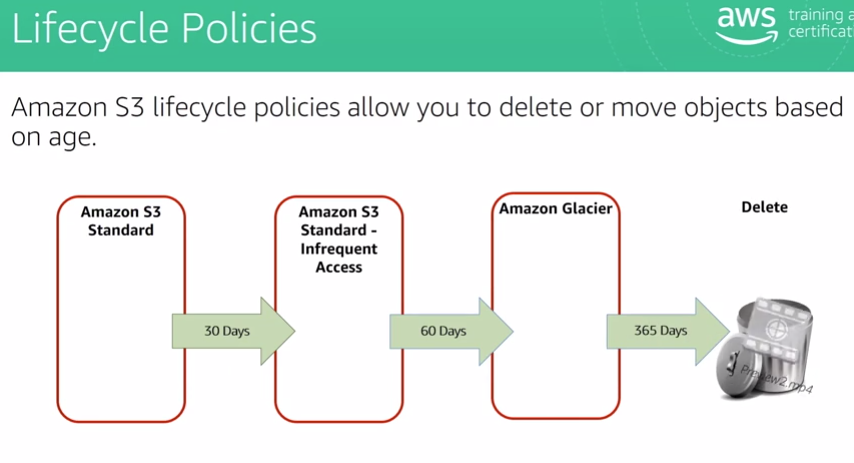 Lifecycle Policies
aws training a
certificat
Amazon S3 lifecycle policies allow you to delete or move objects based
on age.
Amazon S3
Standard
Amazon S3
Standard -
Infrequent
Access
Amazon Glacier
Delete
30 Days
60 Days
365 Days
Preview2.mp4